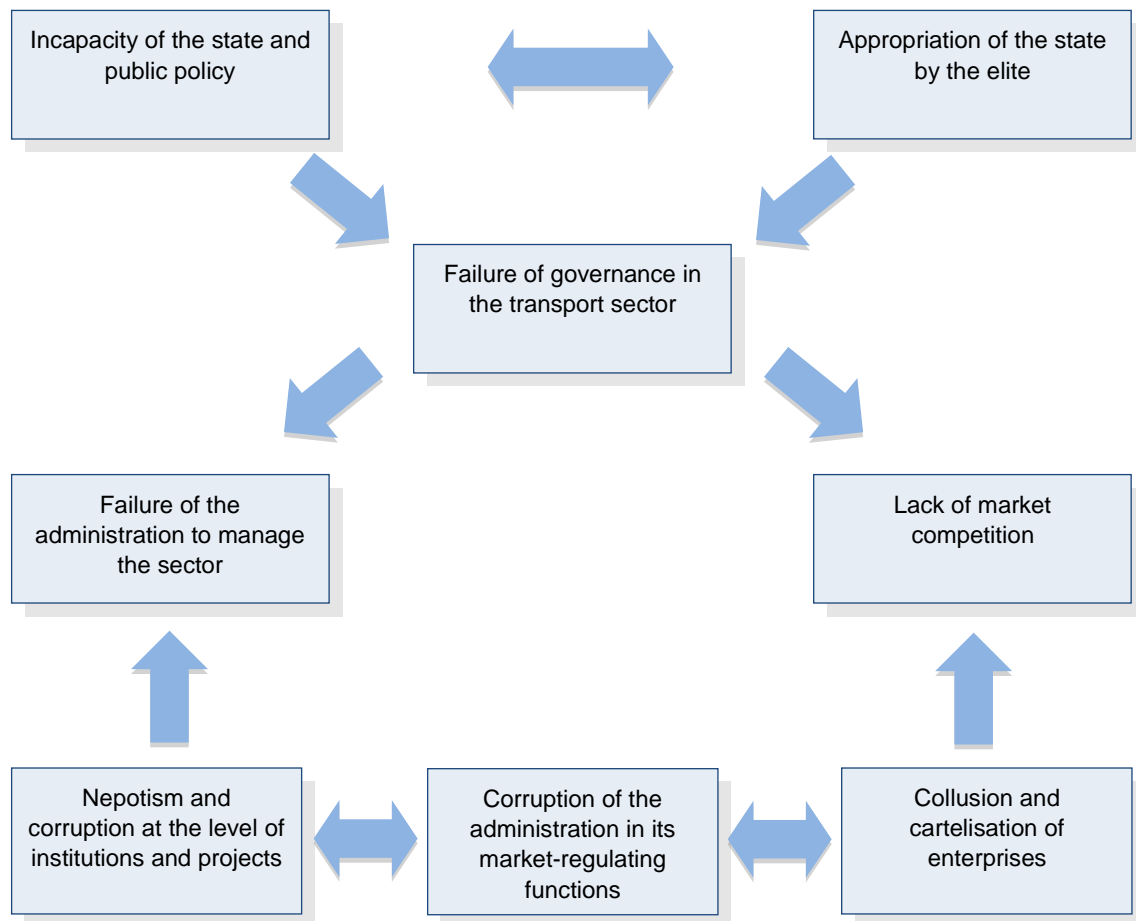 Incapacity of the state and
public policy
Appropriation of the state
by the elite
Failure of governance in
the transport sector
Failure of the
administration to manage
the sector
Lack of market
competition
Nepotism and
corruption at the level of
institutions and projects
Corruption of the
administration in its
market-regulating
functions
Collusion and
cartelisation of
enterprises